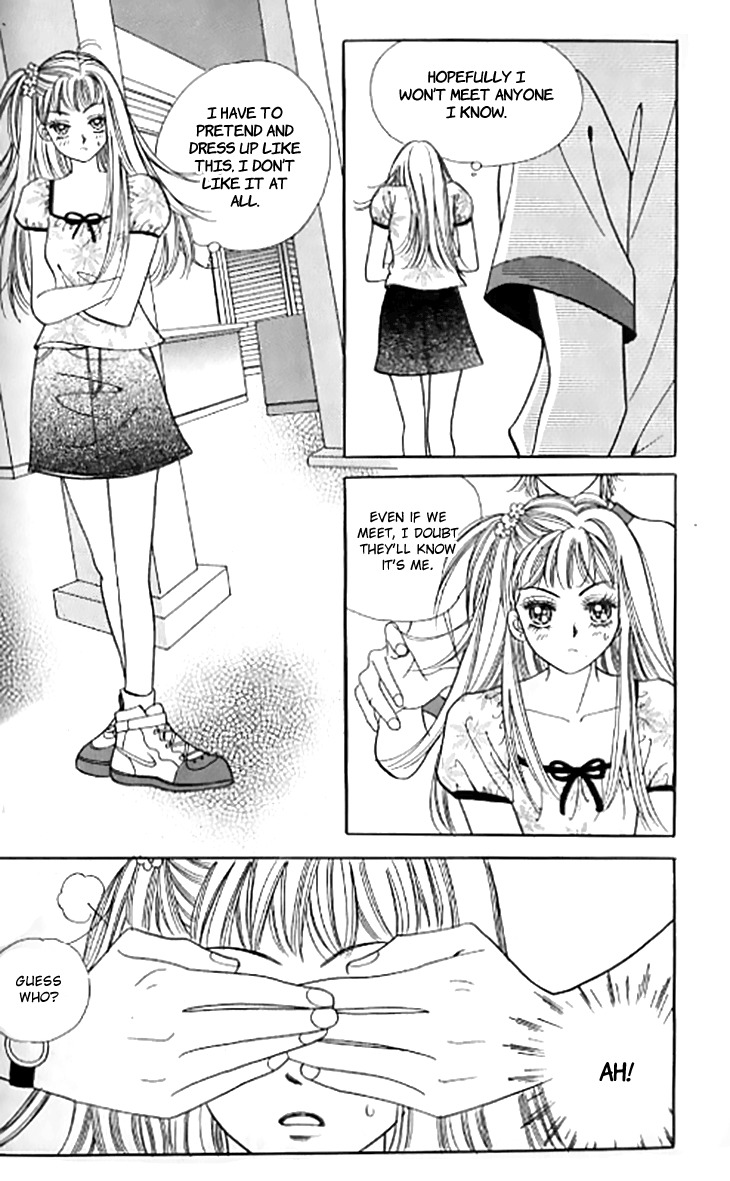 I HAVE TO
PRETEND AND
DRESS UP LIKE
THIS. I DON'T
LIKE IT AT
ALL.
HOPEFULLY I
WON'T MEET ANYONE
I KNOW.
EVEN IF WE
MEET, I DOUBT
THEY'LL KNOW
IT'S ME.
GUESS
WHO?
AH!